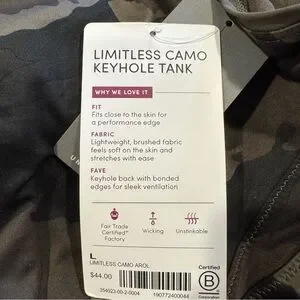 LIMITLESS CAMO
KEYHOLE TANK
WHY WE LOVE IT
FIT
Fits close to the skin for
a performance edge
FABRIC
Lightweight, brushed fabric
feels soft on the skin and
stretches with ease
FAVE
Keyhole back with bonded
edges for sleek ventilation
Fair Trade
Certified™
Factory
Wicking
Unstinkable
L
LIMITLESS CAMO AROL
$44.00
354023-00-2-0004
190772400044
Certified
B
Corporation